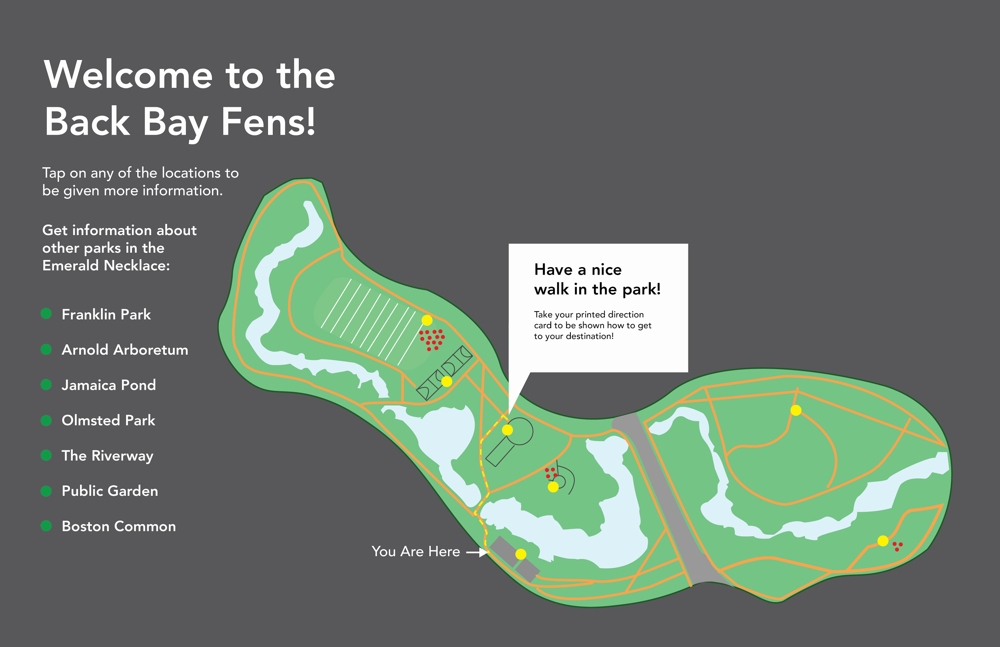 Welcome to the
Back Bay Fens!
Tap on any of the locations to
be given more information.
Get information about
other parks in the
Emerald Necklace:
Franklin Park
Arnold Arboretum
Jamaica Pond
Olmsted Park
The Riverway
Public Garden
Boston Common
Have a nice
walk in the park!
Take your printed direction
card to be shown how to get
to your destination!
You Are Here